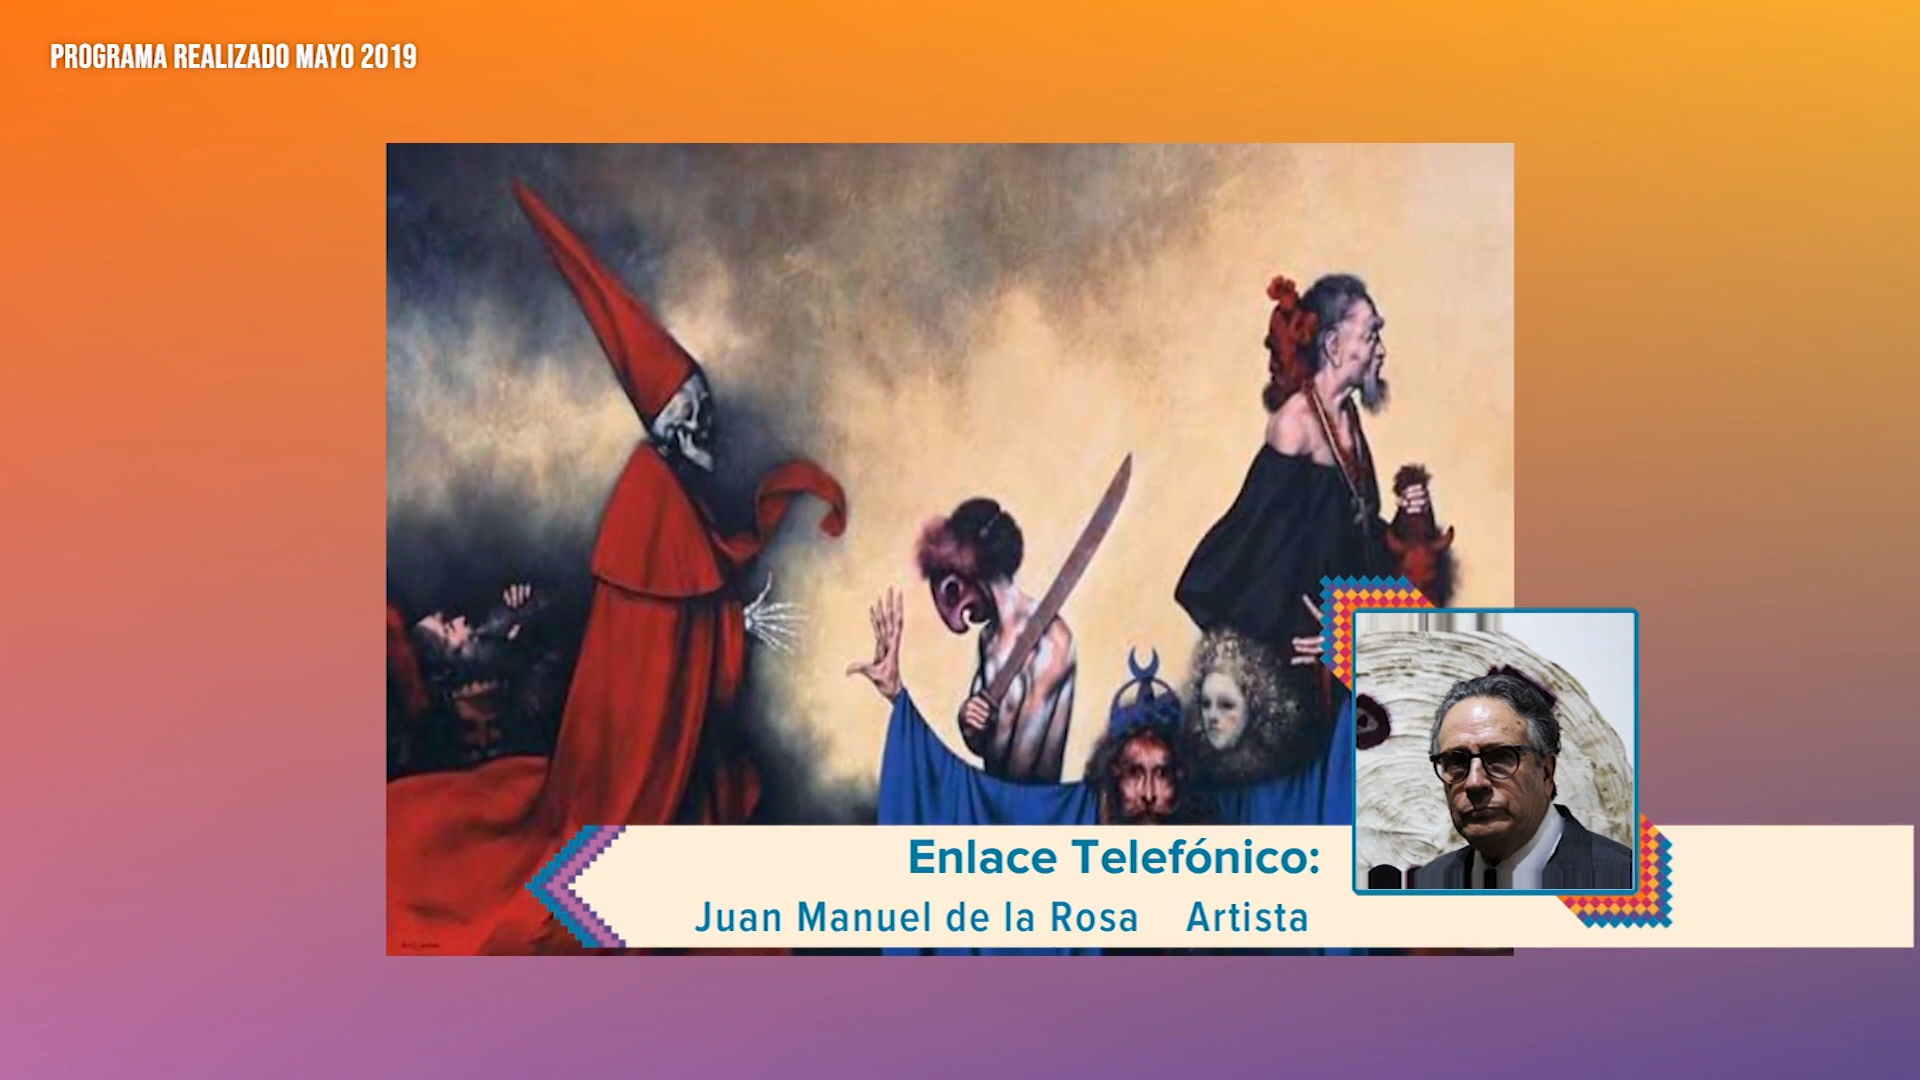 PROGRAMA REALIZADO MAYO 2019
Enlace Telefónico:
Juan Manuel de la Rosa Artista